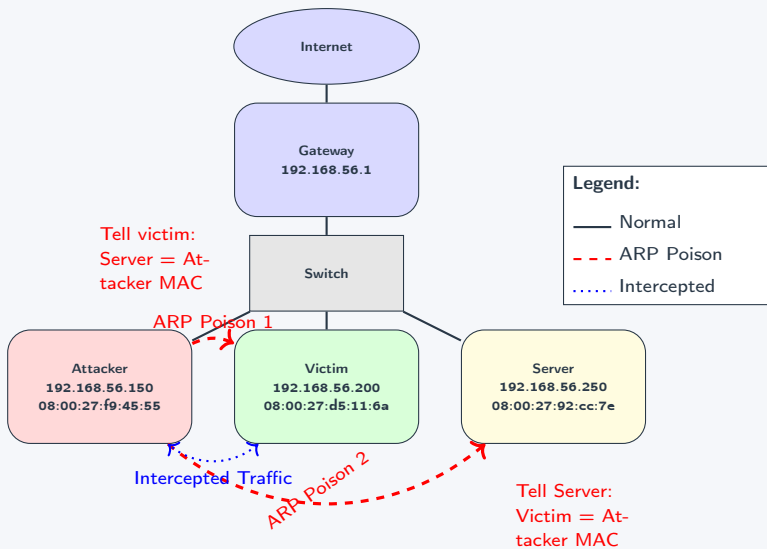 Internet
Gateway
192.168.56.1
Legend:
Normal
ARP Poison
Intercepted
Tell victim:
Server = At-
tacker MAC
Switch
ARP Poison 1
Attacker
192.168.56.150
08:00:27:f9:45:55
Victim
192.168.56.200
08:00:27:d5:11:6a
Server
192.168.56.250
08:00:27:92:cc:7e
Intercepted Traffic
ARP Poison 2
Tell Server:
Victim = At-
tacker MAC